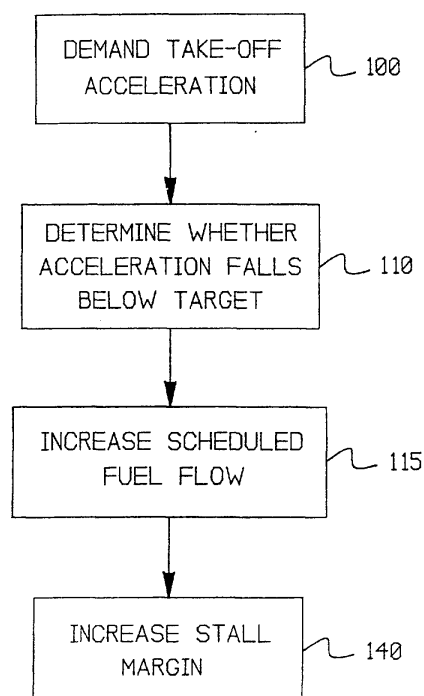 DEMAND TAKE-OFF
ACCELERATION
100
DETERMINE WHETHER
ACCELERATION FALLS
BELOW TARGET
110
INCREASE SCHEDULED
FUEL FLOW
115
INCREASE STALL
MARGIN
140